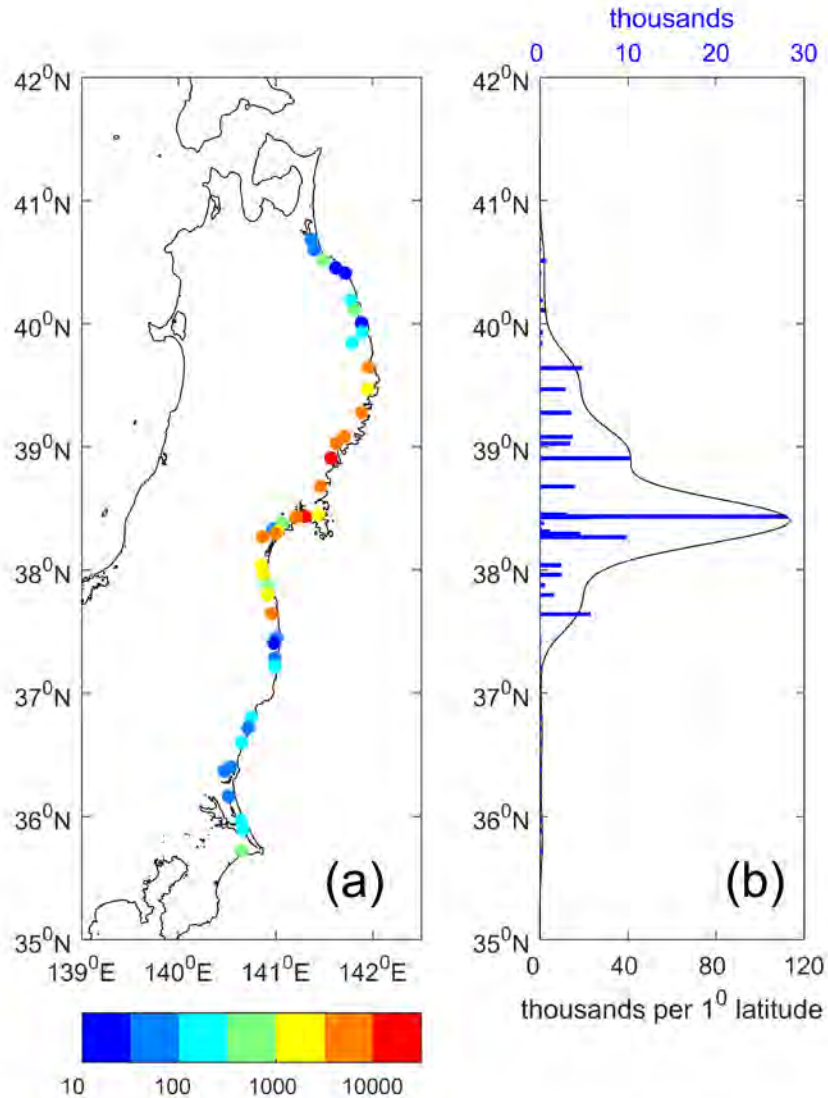 thousands
0 10 20 30
42⁰N 42⁰N
41⁰N 41⁰N
40⁰N 40⁰N
39⁰N 39⁰N
38⁰N 38⁰N
37⁰N 37⁰N
36⁰N 36⁰N
(a) (b)
35⁰N 35⁰N
139⁰E 140⁰E 141⁰E 142⁰E 0 40 80 120
thousands per 1⁰ latitude
10 100 1000 10000